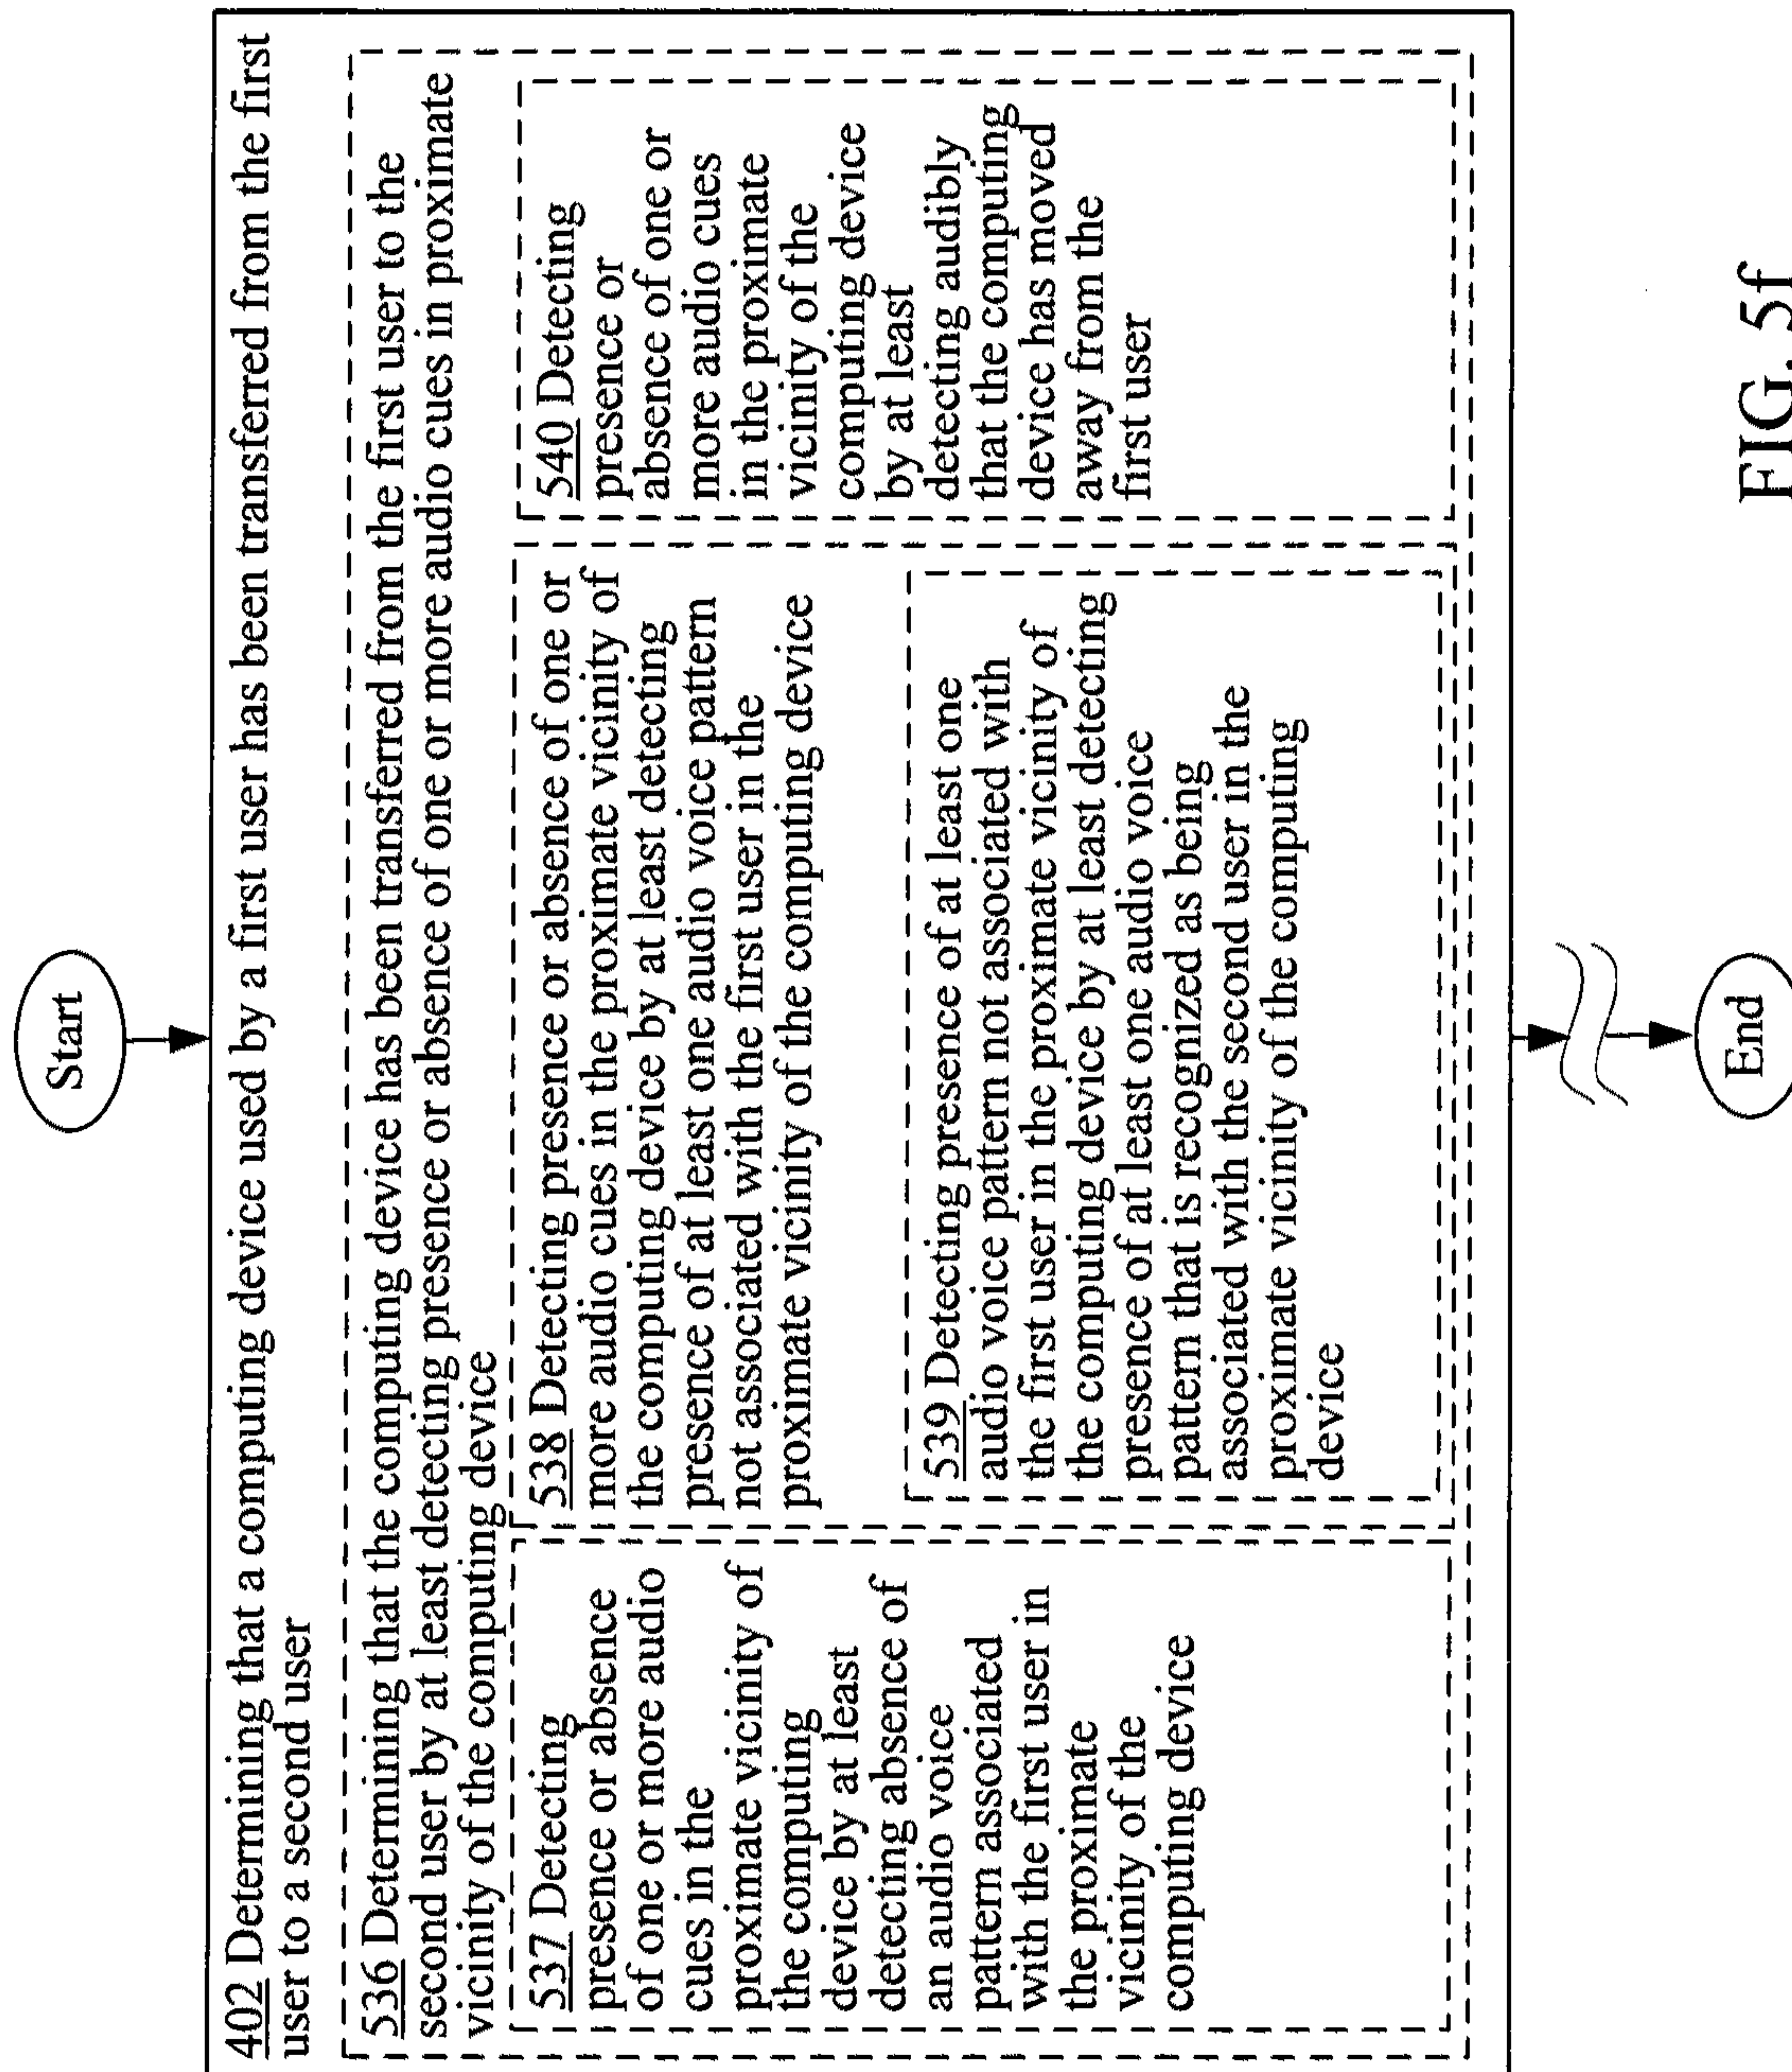 Start
402 Determining that a computing device used by a first user has been transferred from the first
user to a second user
536 Determining that the computing device has been transferred from the first user to the
second user by at least detecting presence or absence of one or more audio cues in proximate
vicinity of the computing device
537 Detecting
presence or absence
of one or more audio
cues in the
proximate vicinity of
the computing
device by at least
detecting absence of
an audio voice
pattern associated
with the first user in
the proximate
vicinity of the
computing device
538 Detecting presence or absence of one or
more audio cues in the proximate vicinity of
the computing device by at least detecting
presence of at least one audio voice pattern
not associated with the first user in the
proximate vicinity of the computing device
539 Detecting presence of at least one
audio voice pattern not associated with
the first user in the proximate vicinity of
the computing device by at least detecting
presence of at least one audio voice
pattern that is recognized as being
associated with the second user in the
proximate vicinity of the computing
device
540 Detecting
presence or
absence of one or
more audio cues
in the proximate
vicinity of the
computing device
by at least
detecting audibly
that the computing
device has moved
away from the
first user
End
FIG. 5f